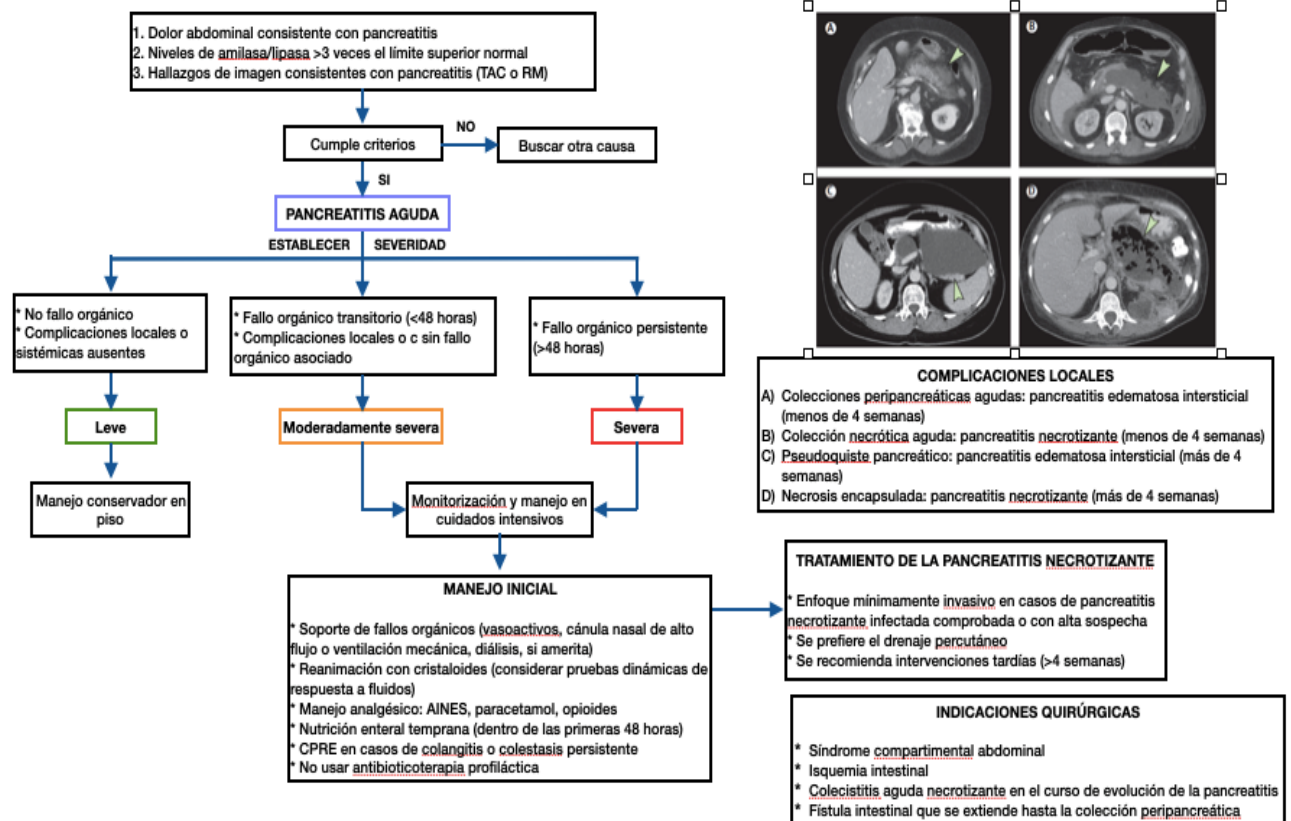 1. Dolor abdominal consistente con pancreatitis
2. Niveles de amilasa/lipasa >3 veces el límite superior normal
3. Hallazgos de imagen consistentes con pancreatitis (TAC o RM)
Cumple criterios
NO
Buscar otra causa
SI
PANCREATITIS AGUDA
ESTABLECER SEVERIDAD
* No fallo orgánico
* Complicaciones locales o
sistémicas ausentes
* Fallo orgánico transitorio (<48 horas)
* Complicaciones locales o c sin fallo
orgánico asociado
* Fallo orgánico persistente
(>48 horas)
Leve
Moderadamente severa
Severa
Manejo conservador en
piso
Monitorización y manejo en
cuidados intensivos
MANEJO INICIAL
* Soporte de fallos orgánicos (vasoactivos, cánula nasal de alto
flujo o ventilación mecánica, diálisis, si amerita)
* Reanimación con cristaloides (considerar pruebas dinámicas de
respuesta a fluidos)
* Manejo analgésico: AINES, paracetamol, opioides
* Nutrición enteral temprana (dentro de las primeras 48 horas)
* CPRE en casos de colangitis o colestasis persistente
* No usar antibioticoterapia profiláctica
A
B
C
D
COMPLICACIONES LOCALES
A) Colecciones peripancreáticas agudas: pancreatitis edematosa intersticial
(menos de 4 semanas)
B) Colección necrótica aguda: pancreatitis necrotizante (menos de 4 semanas)
C) Pseudoquiste pancreático: pancreatitis edematosa intersticial (más de 4
semanas)
D) Necrosis encapsulada: pancreatitis necrotizante (más de 4 semanas)
TRATAMIENTO DE LA PANCREATITIS NECROTIZANTE
* Enfoque mínimamente invasivo en casos de pancreatitis
necrotizante infectada comprobada o con alta sospecha
* Se prefiere el drenaje percutáneo
* Se recomienda intervenciones tardías (>4 semanas)
INDICACIONES QUIRÚRGICAS
* Síndrome compartimental abdominal
* Isquemia intestinal
* Colecistitis aguda necrotizante en el curso de evolución de la pancreatitis
* Fístula intestinal que se extiende hasta la colección peripancreática